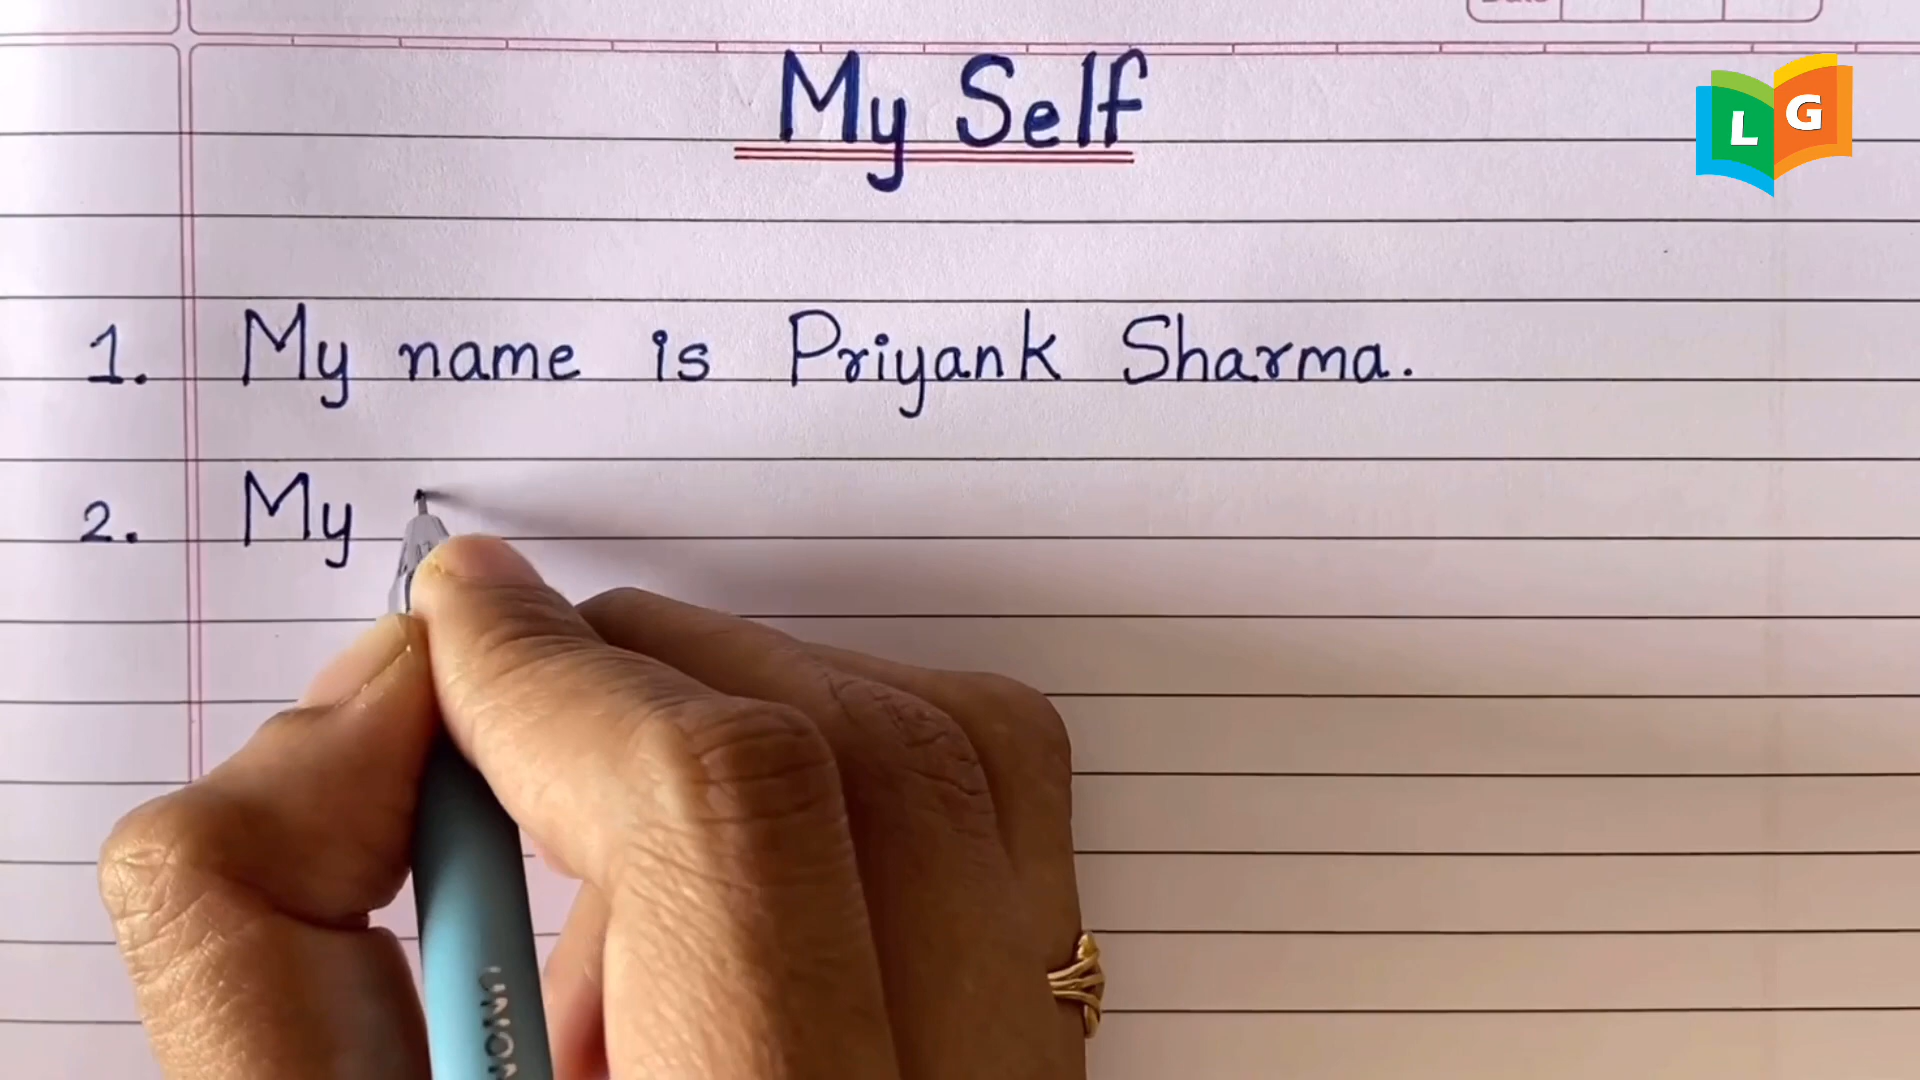 My Self
L G
1. My name is Priyank Sharma.
2. My